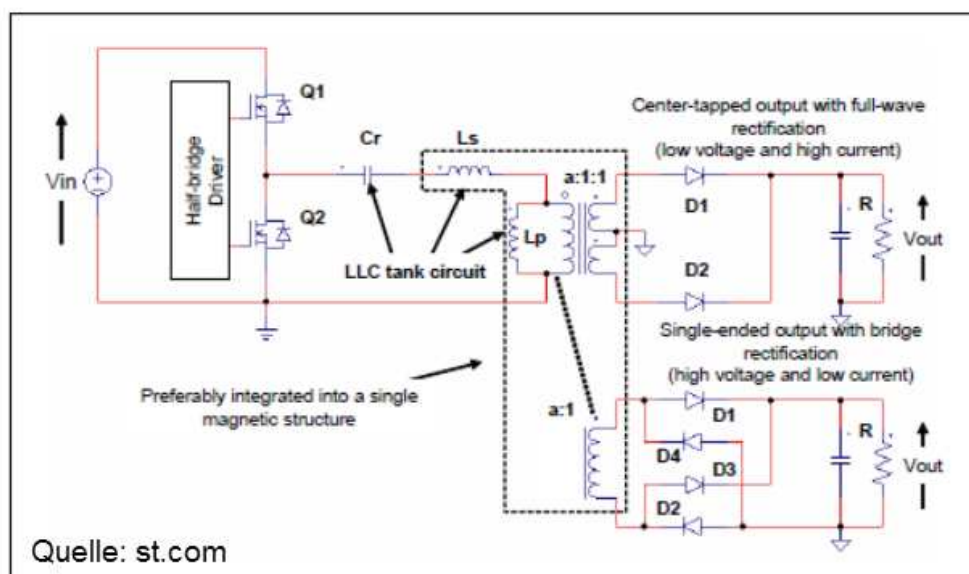 Q1
Center-tapped output with full-wave
rectification
(low voltage and high current)
Cr
Ls
Vin
Half-bridge
Driver
a:1:1
D1
R
Q2
Lp
Vout
LLC tank circuit
D2
Single-ended output with bridge
rectification
(high voltage and low current)
Preferably integrated into a single
magnetic structure
a:1
D1
R
D4
D3
Vout
D2
Quelle: st.com